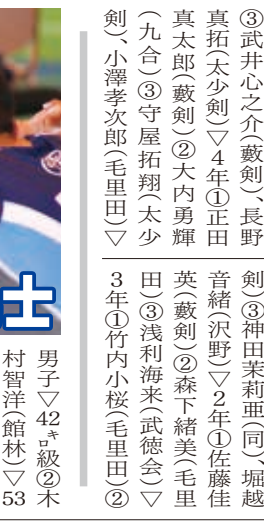 ③武井心之介(藪剣)、長野
真拓(太少剣)▽4年①正田
真太郎(藪剣)②大内勇輝
(九合)③守屋拓翔(太少
剣)、小澤孝次郎(毛里田)▽
剣)③神田茉莉亜(同)、堀越
音緒(沢野)▽2年①佐藤佳
英(藪剣)②森下緒美(毛里
田)③浅利海来(武徳会)▽
3年①竹内小桜(毛里田)②
士
男子▽42㌔級②木
村智洋(館林)▽53